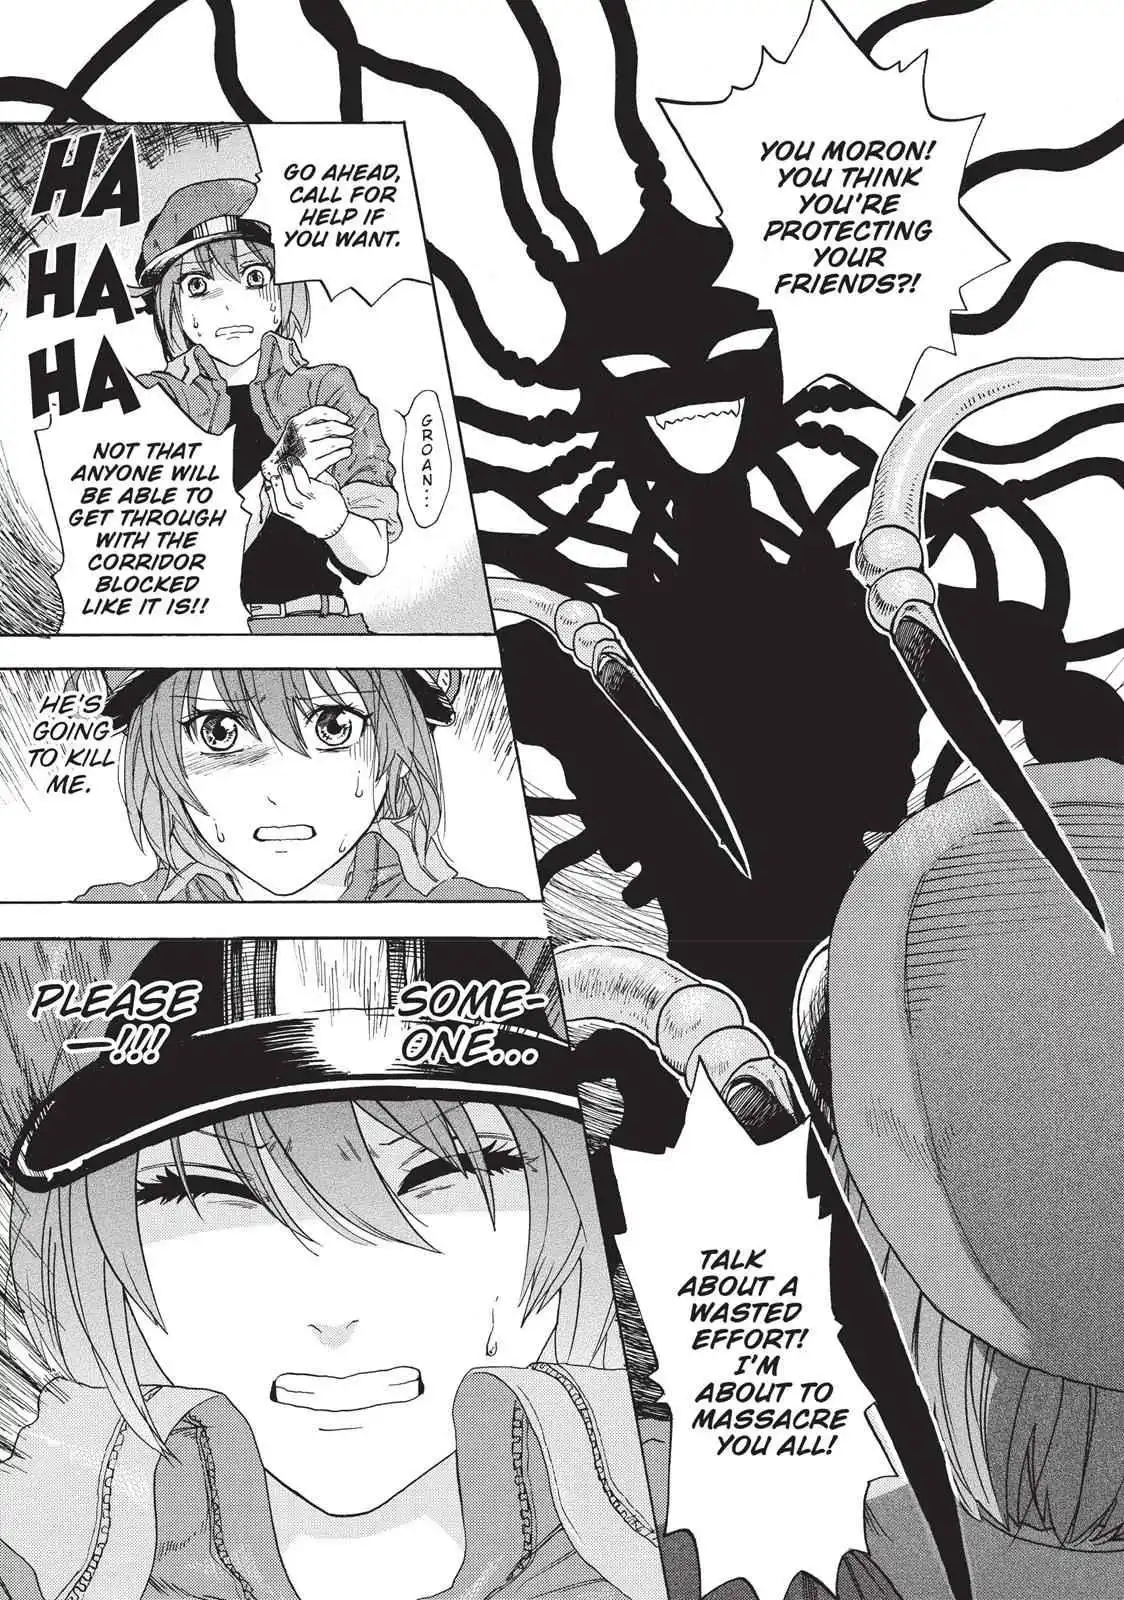 YOU MORON!
YOU THINK
YOU'RE
PROTECTING
YOUR
FRIENDS?!
TALK
ABOUT A
WASTED
EFFORT!
I'M
ABOUT TO
MASSACRE
YOU ALL!
GO AHEAD,
CALL FOR
HELP IF
YOU WANT.
HA
HA
HA
GROAN...
NOT THAT
ANYONE WILL
BE ABLE TO
GET THROUGH
WITH THE
CORRIDOR
BLOCKED
LIKE IT IS!!
HE'S
GOING
TO KILL
ME.
SOME-
ONE...
PLEASE
—!!!